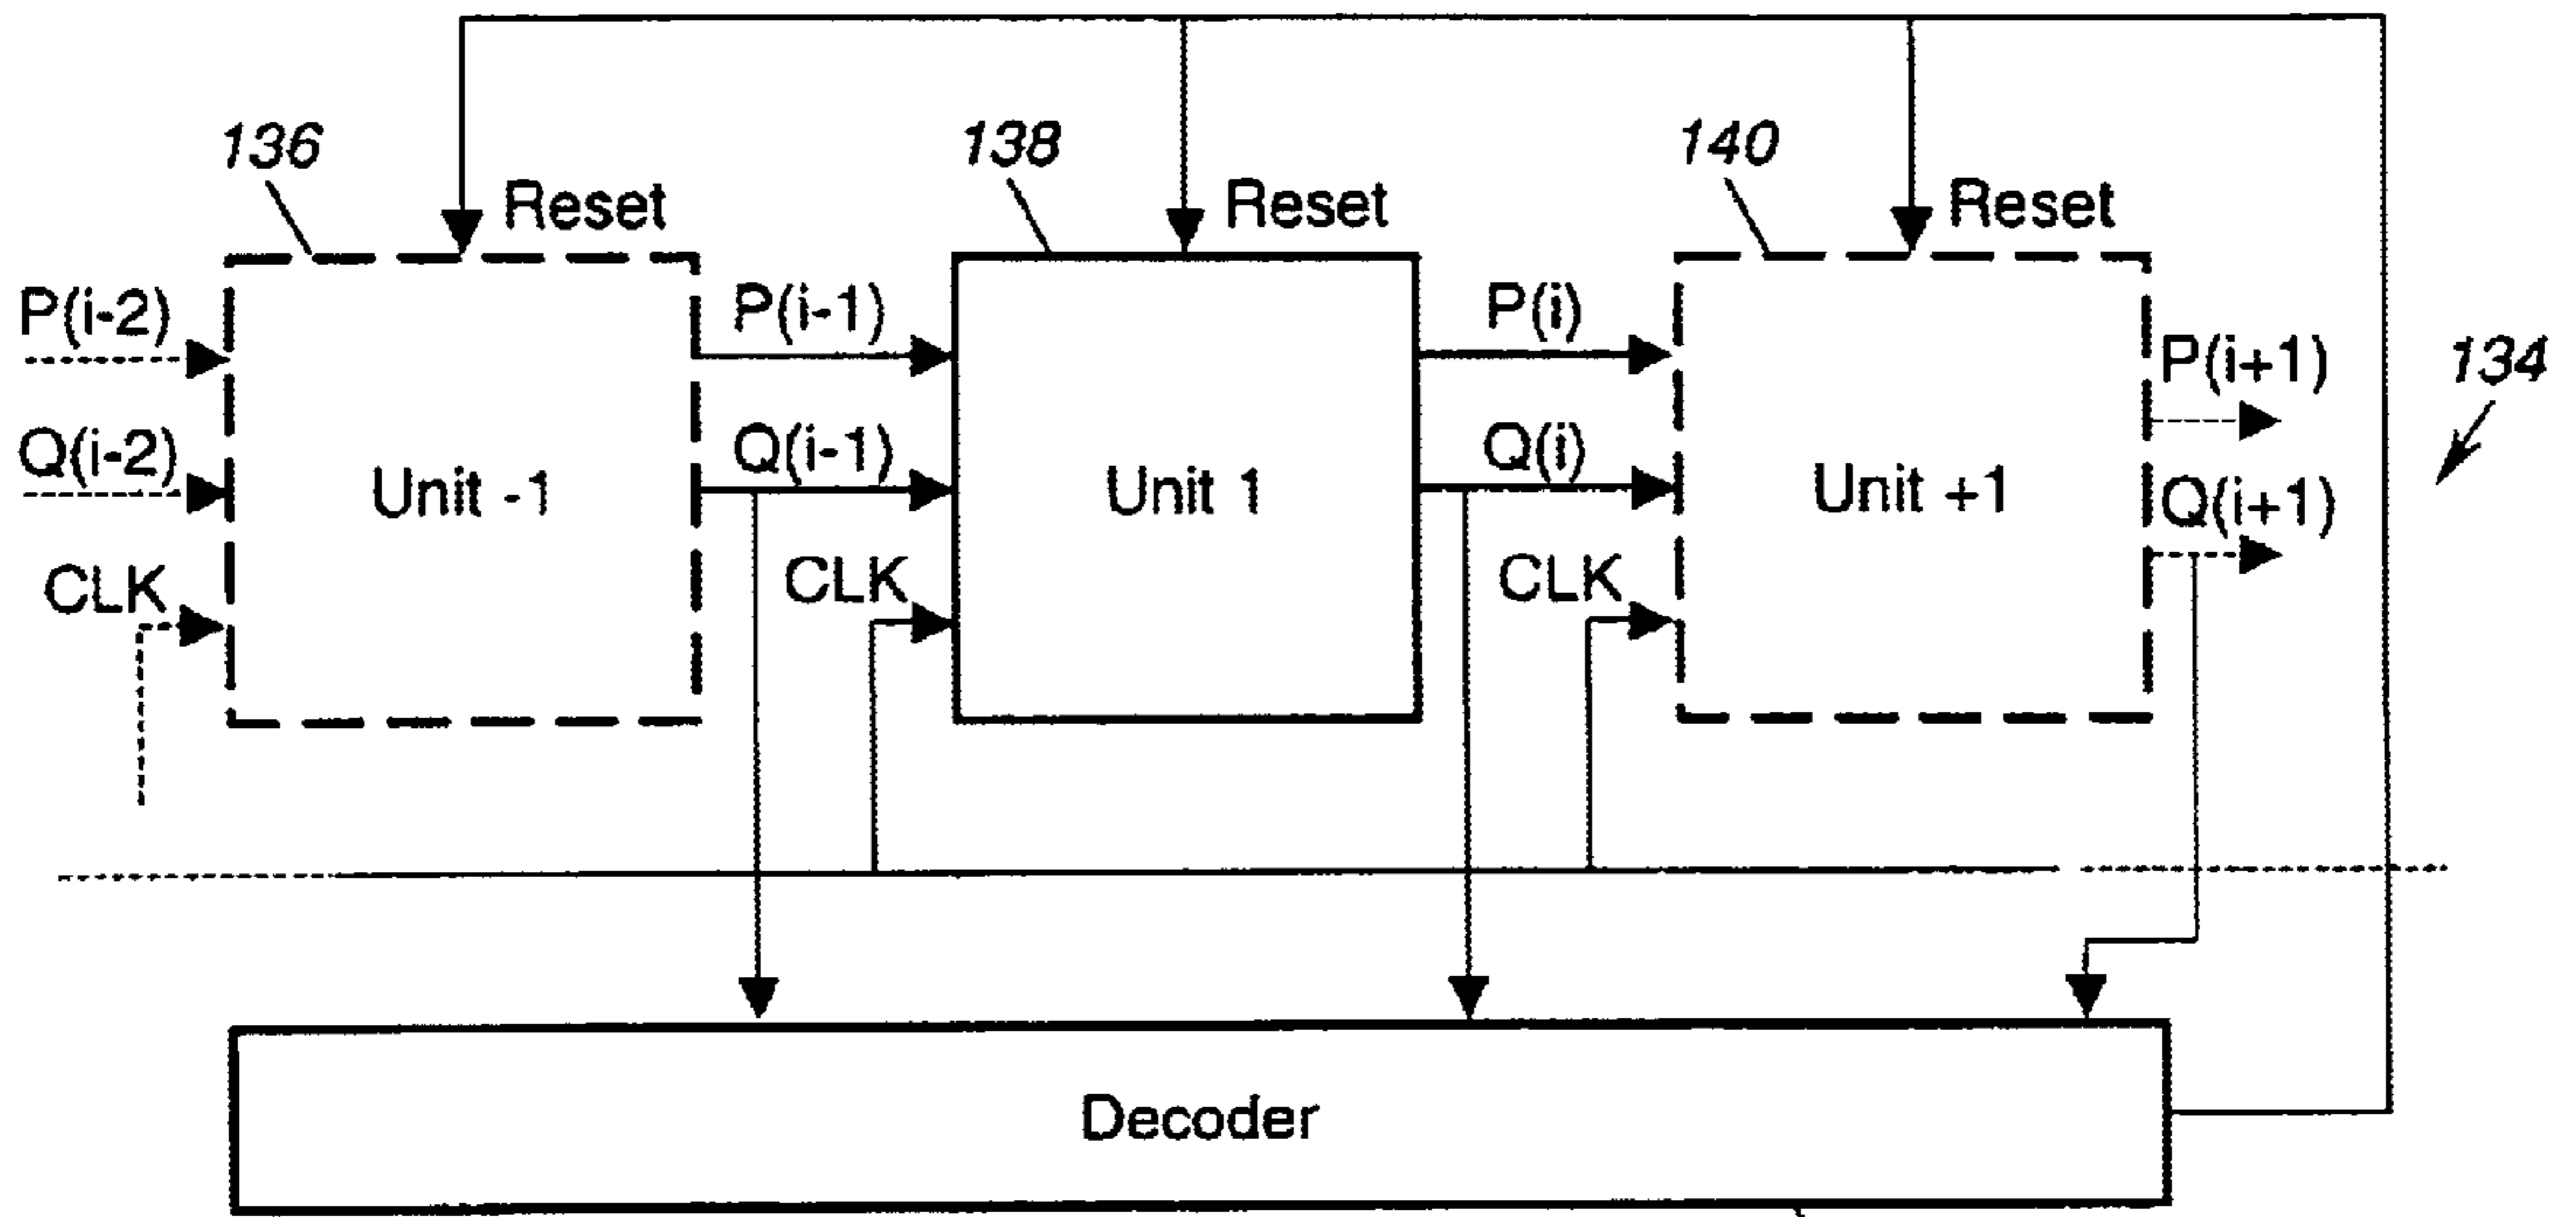 136
138
140
Reset
Reset
Reset
P(i-2)
P(i-1)
P(i)
P(i+1)
134
Q(i-2)
Q(i-1)
Q(i)
Q(i+1)
Unit -1
Unit 1
Unit +1
CLK
CLK
CLK
Decoder